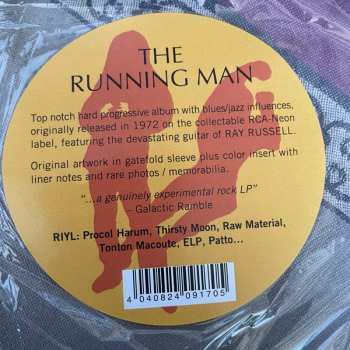 THE
RUNNING MAN
Top notch hard progressive album with blues/jazz influences,
originally released in 1972 on the collectable RCA-Neon
label, featuring the devastating guitar of RAY RUSSELL.
Original artwork in gatefold sleeve plus color insert with
liner notes and rare photos / memorabilia.
“...a genuinely experimental rock LP”
– Galactic Ramble
RIYL: Procol Harum, Thirsty Moon, Raw Material,
Tonton Macoute, ELP, Patto...
4 040824 091705